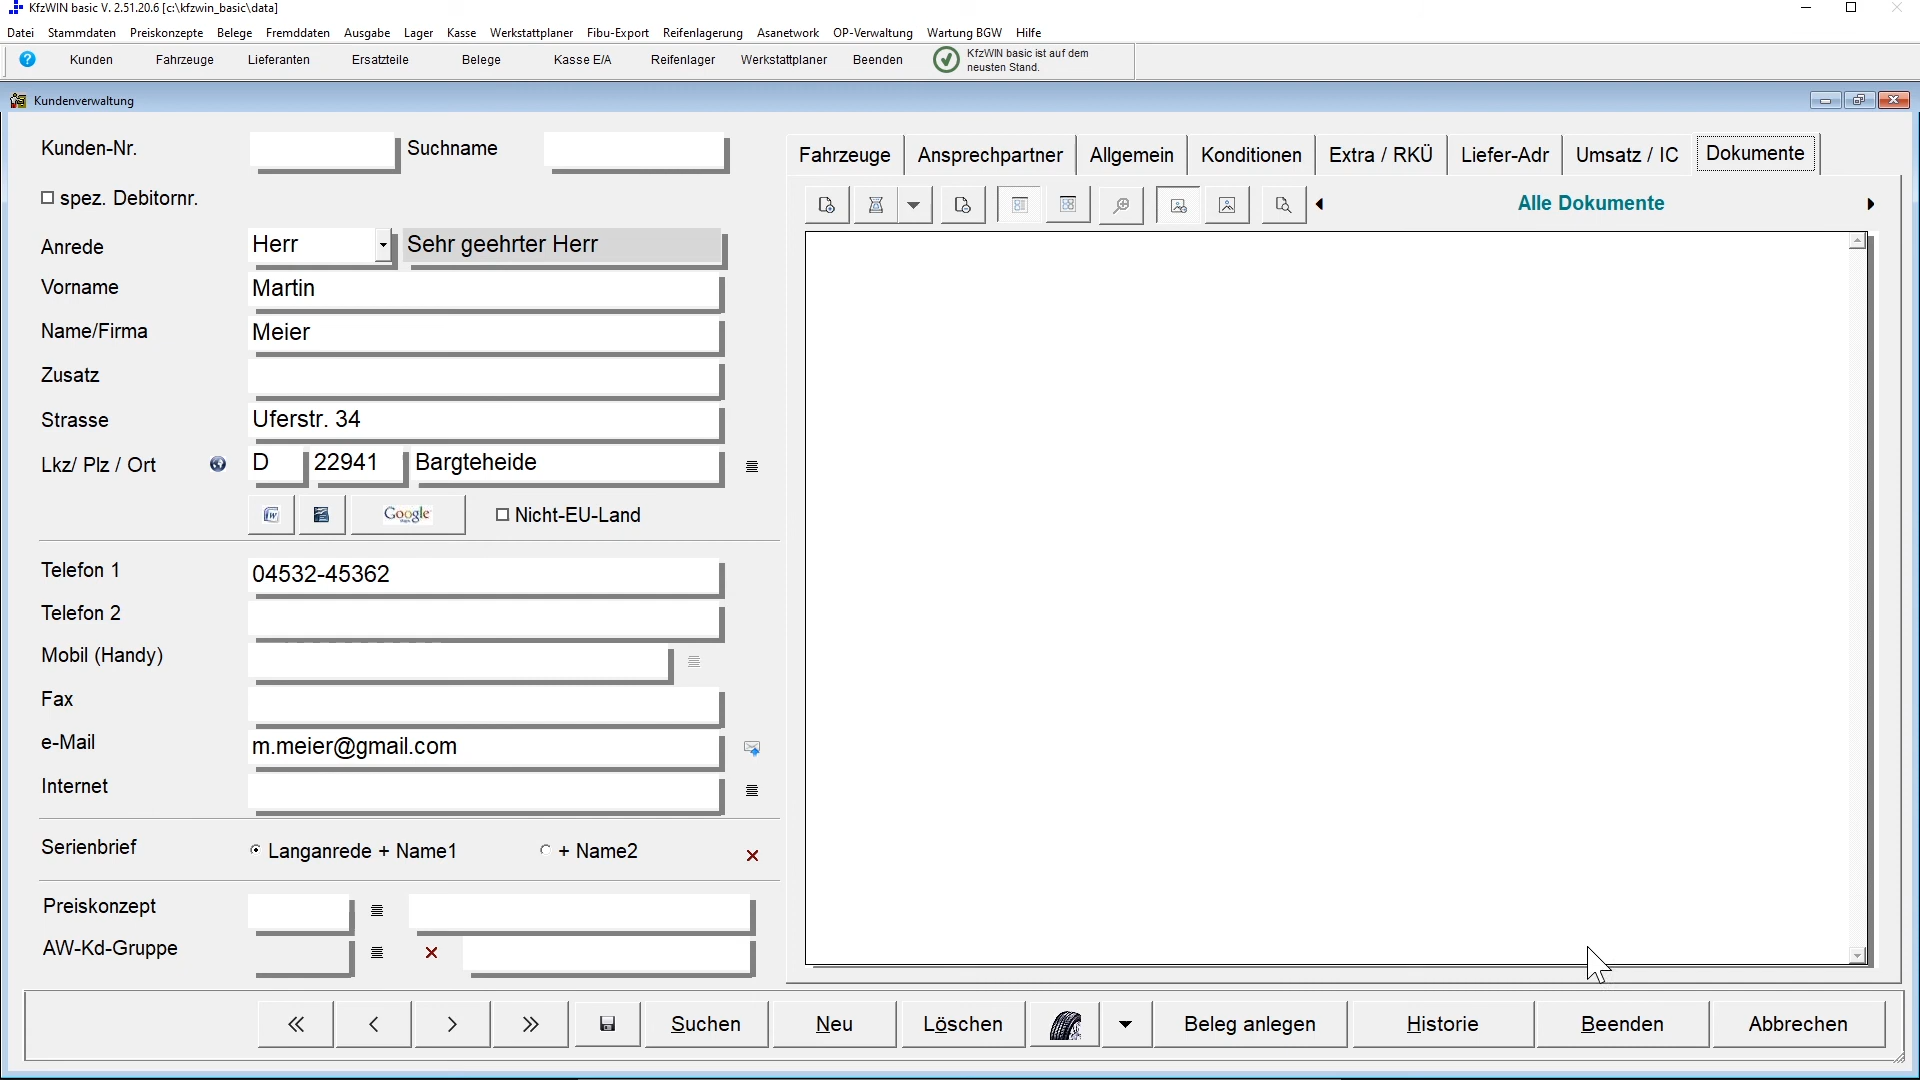 KfzWIN basic V. 2.51.20.6 [c:\kfzwin_basic\data]
Datei Stammdaten Preiskonzepte Belege Fremddaten Ausgabe Lager Kasse Werkstattplaner Fibu-Export Reifenlagerung Asanetwork OP-Verwaltung Wartung BGW Hilfe
Kunden Fahrzeuge Lieferanten Ersatzteile Belege Kasse E/A Reifenlager Werkstattplaner Beenden KfzWIN basic ist auf dem
neusten Stand.
Kundenverwaltung
Kunden-Nr. Suchname
spez. Debitornr.
Anrede Herr Sehr geehrter Herr
Vorname Martin
Name/Firma Meier
Zusatz
Strasse Uferstr. 34
Lkz/ Plz / Ort D 22941 Bargteheide
Google Nicht-EU-Land
Telefon 1 04532-45362
Telefon 2
Mobil (Handy)
Fax
e-Mail m.meier@gmail.com
Internet
Serienbrief Langanrede + Name1 + Name2
Preiskonzept
AW-Kd-Gruppe
Fahrzeuge Ansprechpartner Allgemein Konditionen Extra / RKÜ Liefer-Adr Umsatz / IC Dokumente
Alle Dokumente
Suchen Neu Löschen Beleg anlegen Historie Beenden Abbrechen